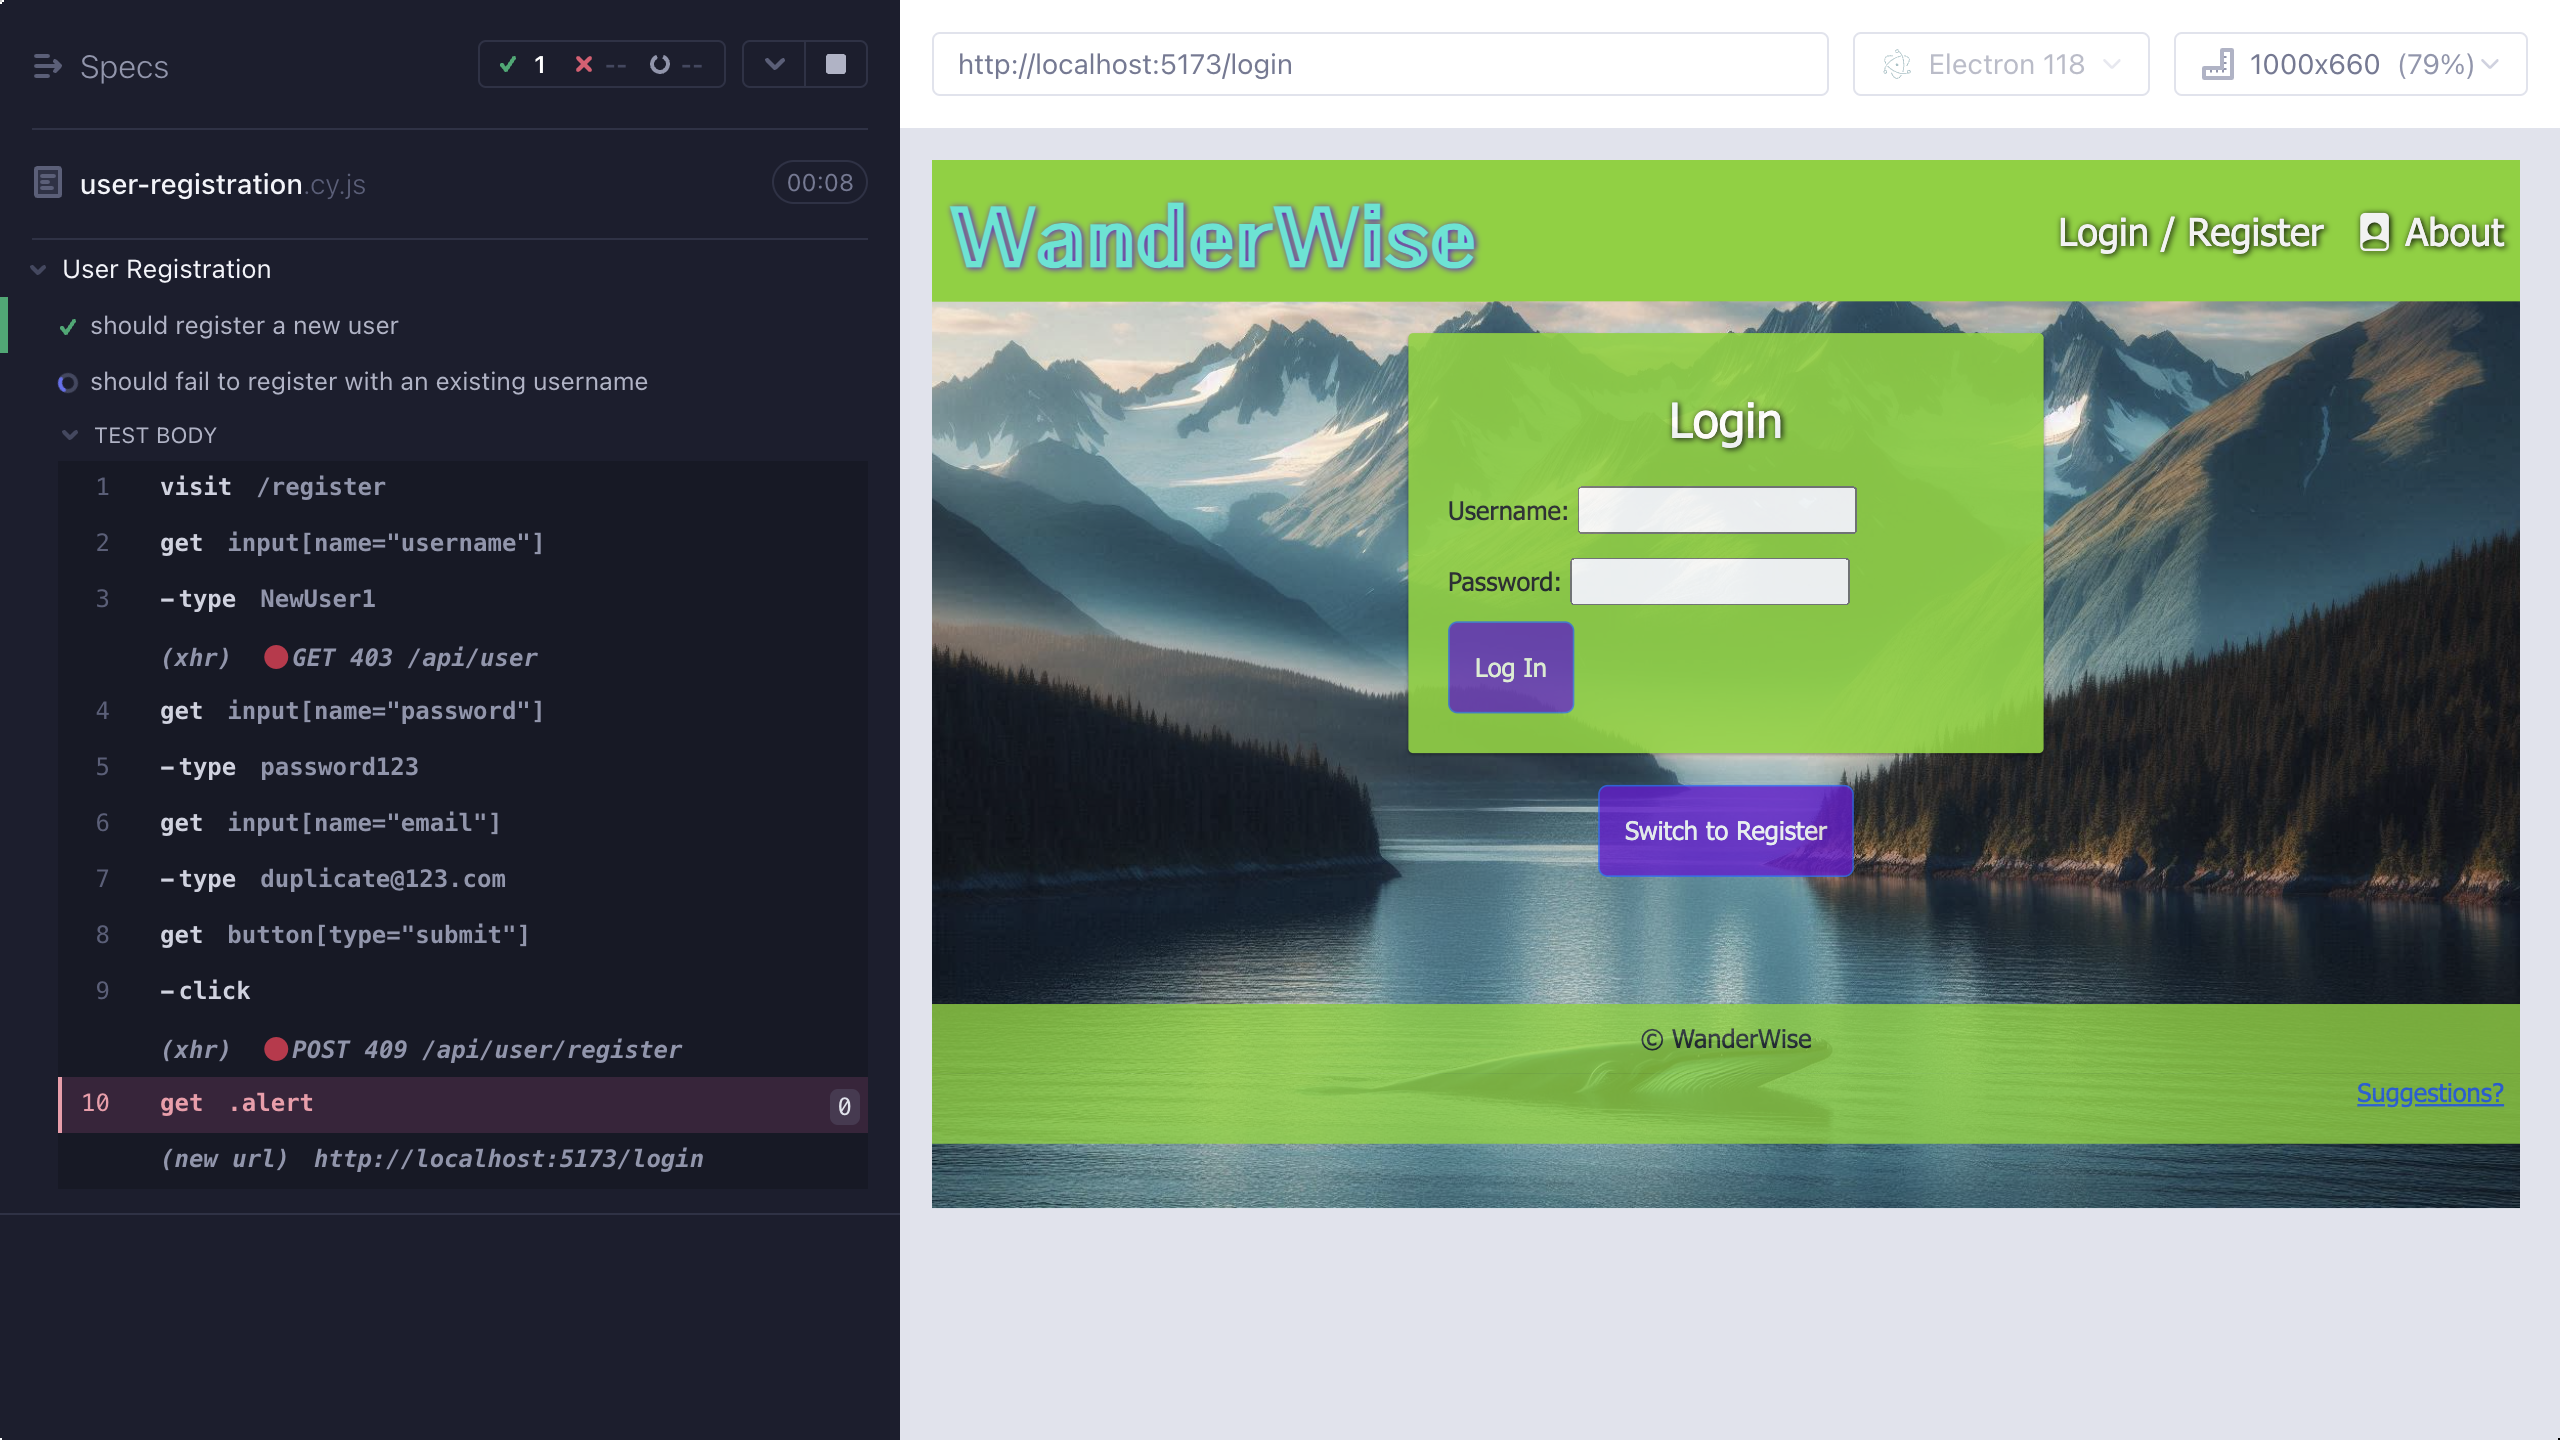 Specs
1 -- --
user-registration.cy.js 00:08
User Registration
should register a new user
should fail to register with an existing username
TEST BODY
1 visit /register
2 get input[name="username"]
3 -type NewUser1
(xhr) GET 403 /api/user
4 get input[name="password"]
5 -type password123
6 get input[name="email"]
7 -type duplicate@123.com
8 get button[type="submit"]
9 -click
(xhr) POST 409 /api/user/register
10 get .alert 0
(new url) http://localhost:5173/login
http://localhost:5173/login Electron 118 1000x660 (79%)
WanderWise Login / Register About
Login
Username:
Password:
Log In
Switch to Register
© WanderWise
Suggestions?